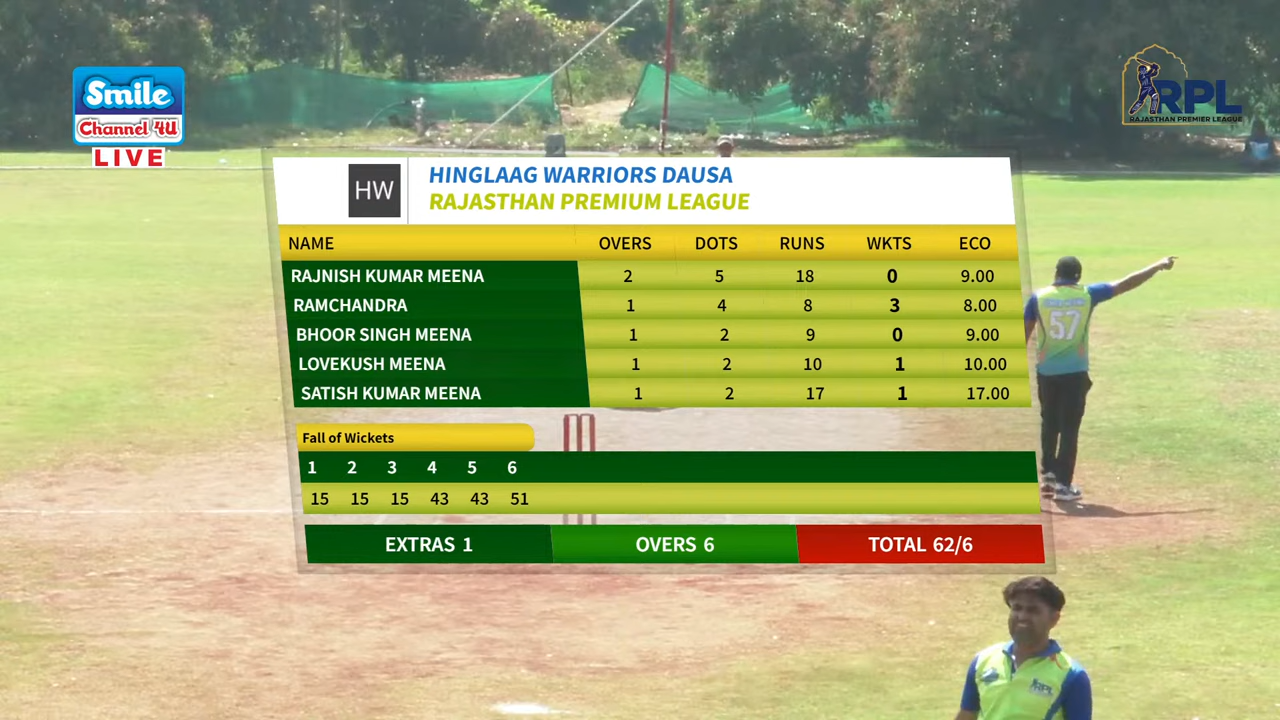 Smile
Channel 4U
LIVE
RPL
RAJASTHAN PREMIER LEAGUE
HW
HINGLAAG WARRIORS DAUSA
RAJASTHAN PREMIUM LEAGUE
NAME OVERS DOTS RUNS WKTS ECO
RAJNISH KUMAR MEENA 2 5 18 0 9.00
RAMCHANDRA 1 4 8 3 8.00
BHOOR SINGH MEENA 1 2 9 0 9.00
LOVEKUSH MEENA 1 2 10 1 10.00
SATISH KUMAR MEENA 1 2 17 1 17.00
57
Fall of Wickets
1 2 3 4 5 6
15 15 15 43 43 51
EXTRAS 1 OVERS 6 TOTAL 62/6
RPL